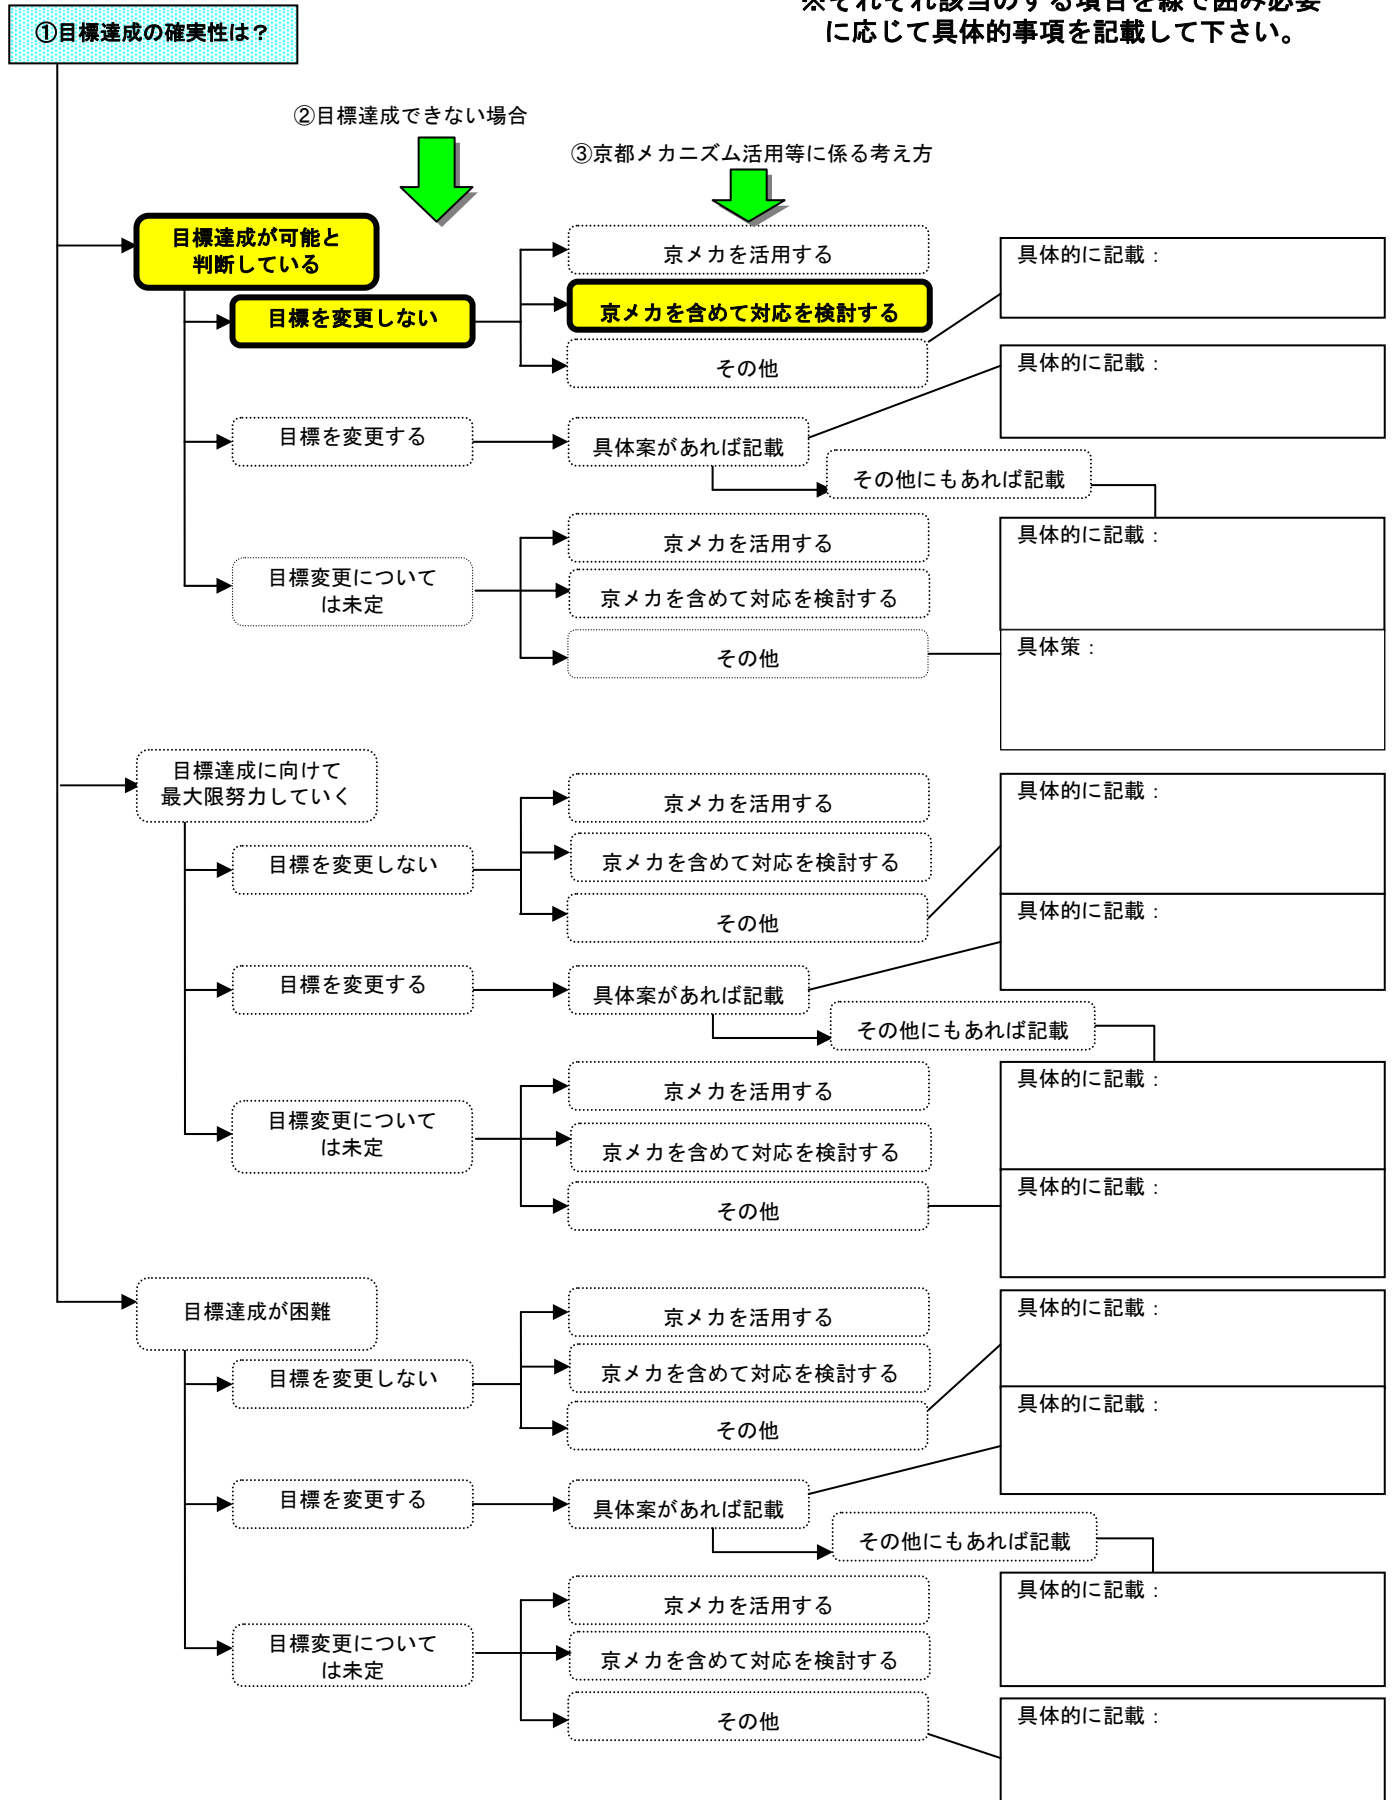 ※それぞれ該当のする項目を線で囲み必要
に応じて具体的事項を記載して下さい。
①目標達成の確実性は？
②目標達成できない場合
③京都メカニズム活用等に係る考え方
目標達成が可能と
判断している
目標を変更しない
京メカを活用する
京メカを含めて対応を検討する
その他
具体的に記載：
目標を変更する
具体案があれば記載
具体的に記載：
その他にもあれば記載
具体的に記載：
目標変更について
は未定
京メカを活用する
京メカを含めて対応を検討する
その他
具体策：
目標達成に向けて
最大限努力していく
目標を変更しない
京メカを活用する
京メカを含めて対応を検討する
その他
具体的に記載：
目標を変更する
具体案があれば記載
具体的に記載：
その他にもあれば記載
具体的に記載：
目標変更について
は未定
京メカを活用する
京メカを含めて対応を検討する
その他
具体的に記載：
目標達成が困難
目標を変更しない
京メカを活用する
京メカを含めて対応を検討する
その他
具体的に記載：
目標を変更する
具体案があれば記載
具体的に記載：
その他にもあれば記載
具体的に記載：
目標変更について
は未定
京メカを活用する
京メカを含めて対応を検討する
その他
具体的に記載：